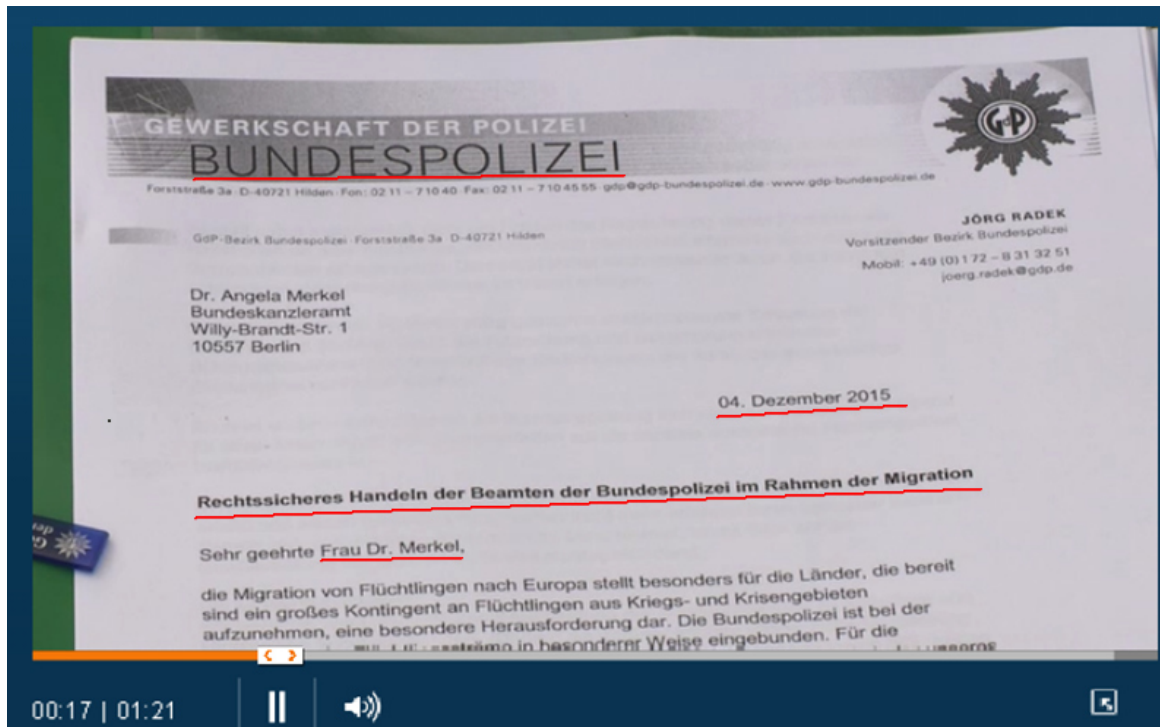 GEWERKSCHAFT DER POLIZEI
BUNDESPOLIZEI
GdP
Forststraße 3a · D-40721 Hilden · Fon: 02 11 – 7 10 40 · Fax: 02 11 – 7 10 45 55 · gdp@gdp-bundespolizei.de · www.gdp-bundespolizei.de
GdP-Bezirk Bundespolizei · Forststraße 3a · D-40721 Hilden
JÖRG RADEK
Vorsitzender Bezirk Bundespolizei
Mobil: +49 (0) 1 72 – 8 31 32 51
joerg.radek@gdp.de
Dr. Angela Merkel
Bundeskanzleramt
Willy-Brandt-Str. 1
10557 Berlin
04. Dezember 2015
Rechtssicheres Handeln der Beamten der Bundespolizei im Rahmen der Migration
Sehr geehrte Frau Dr. Merkel,
die Migration von Flüchtlingen nach Europa stellt besonders für die Länder, die bereit
sind ein großes Kontingent an Flüchtlingen aus Kriegs- und Krisengebieten
aufzunehmen, eine besondere Herausforderung dar. Die Bundespolizei ist bei der
in besonderer Weise eingebunden. Für die
00:17 | 01:21